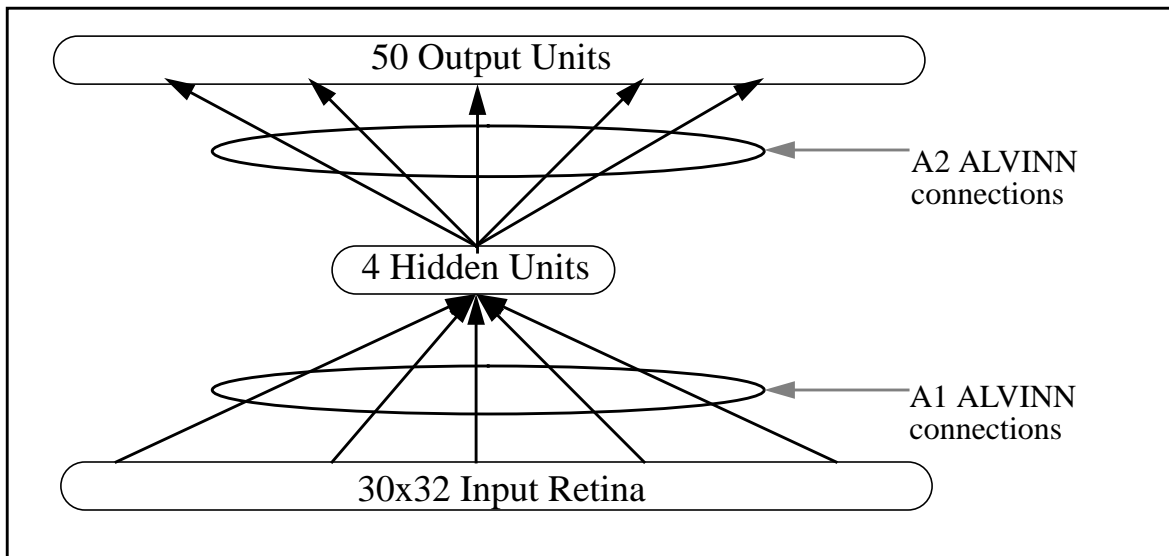 50 Output Units
A2 ALVINN
connections
4 Hidden Units
A1 ALVINN
connections
30x32 Input Retina